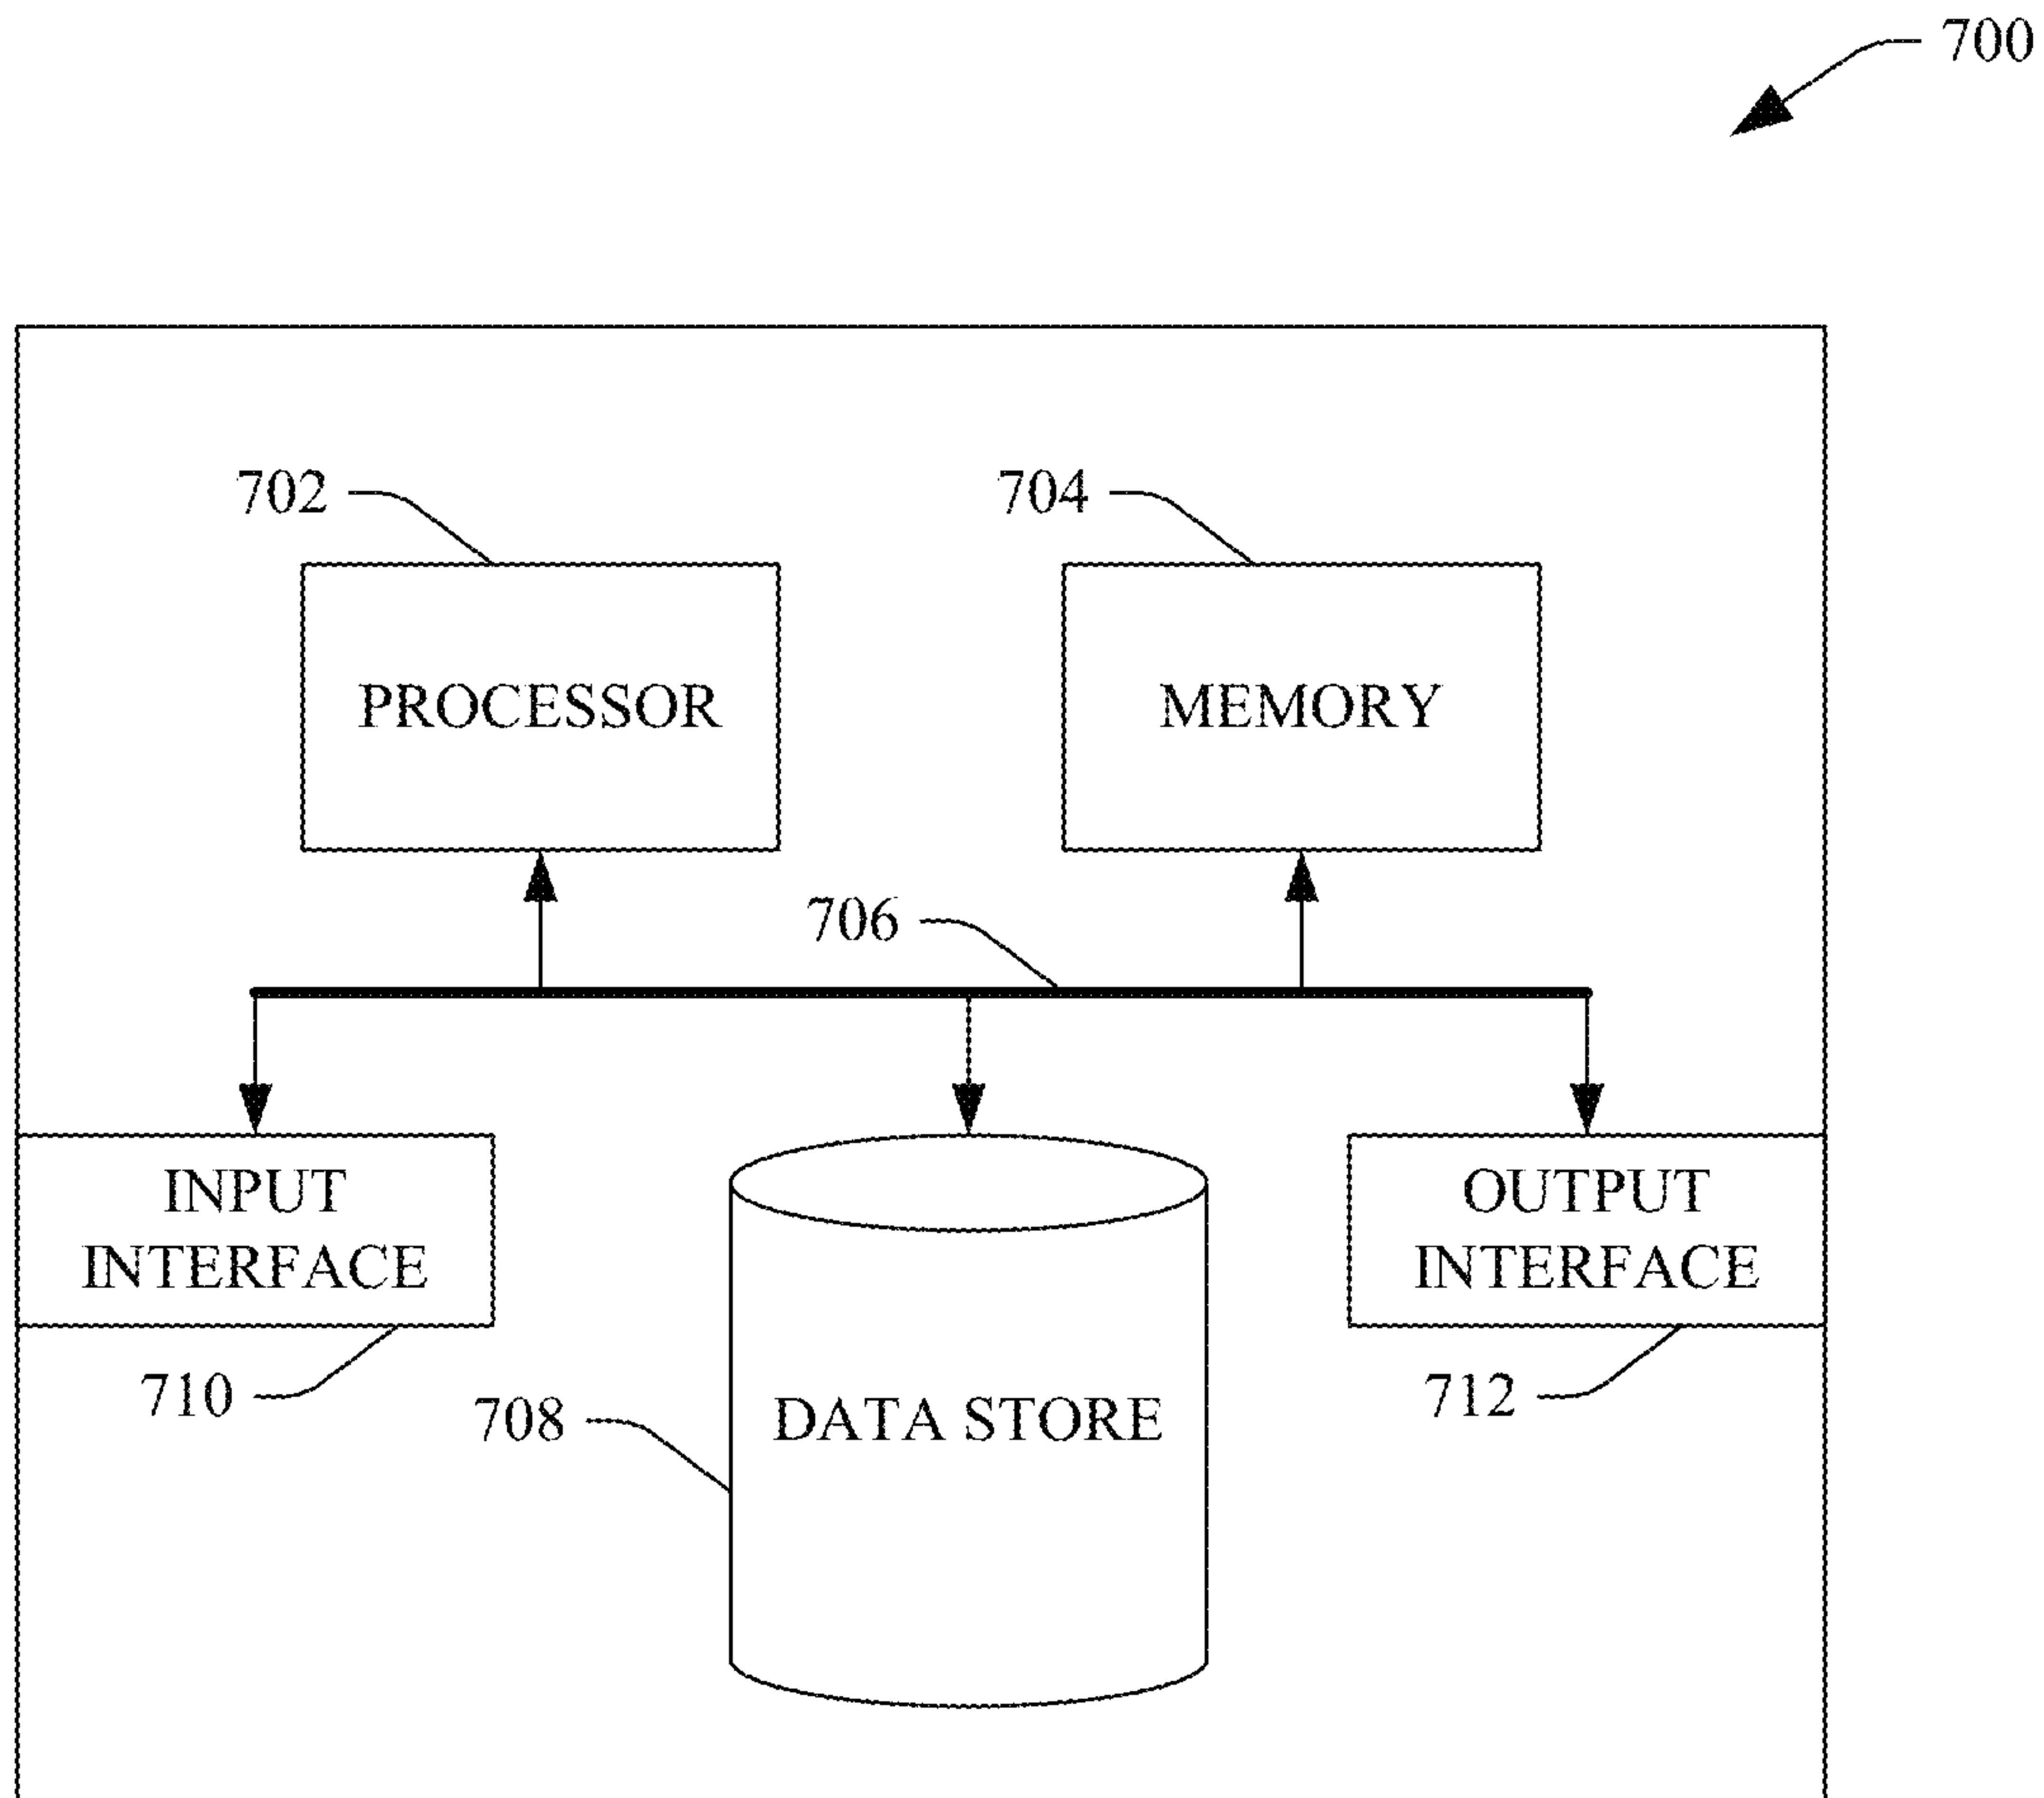 700
702
704
PROCESSOR
MEMORY
706
INPUT
INTERFACE
OUTPUT
INTERFACE
710
708
DATA STORE
712